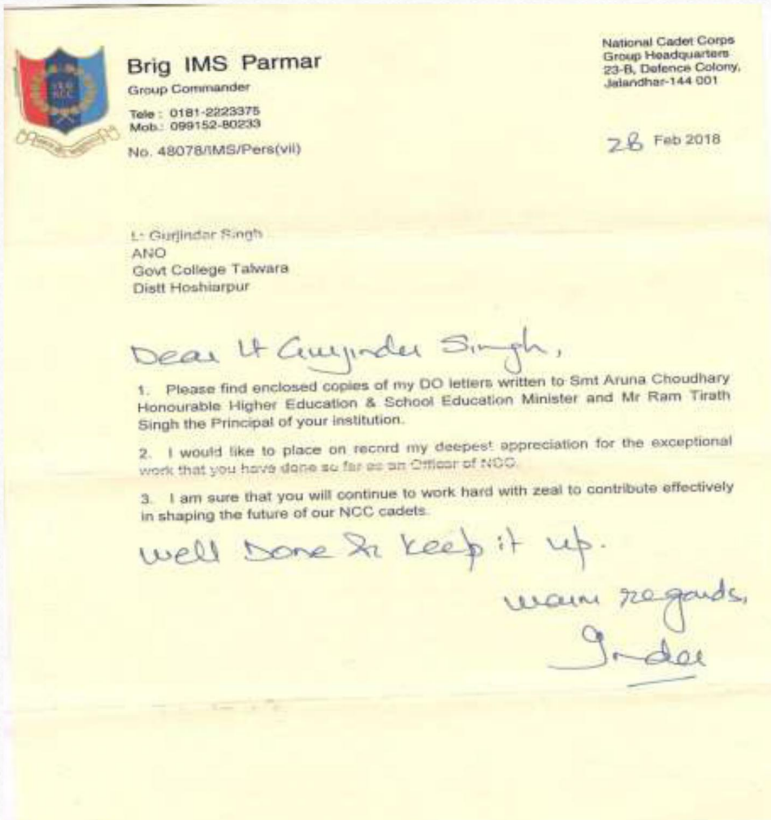 Brig IMS Parmar
Group Commander
Tele : 0181-2223375
Mob.: 099152-80233
No. 48078/IMS/Pers(vii)
National Cadet Corps
Group Headquarters
23-B, Defence Colony,
Jalandhar-144 001
28 Feb 2018
Lt Gurjinder Singh
ANO
Govt College Talwara
Distt Hoshiarpur
Dear Lt Gurjinder Singh,
1. Please find enclosed copies of my DO letters written to Smt Aruna Choudhary
Honourable Higher Education & School Education Minister and Mr Ram Tirath
Singh the Principal of your institution.
2. I would like to place on record my deepest appreciation for the exceptional
work that you have done so far as an Officer of NCC.
3. I am sure that you will continue to work hard with zeal to contribute effectively
in shaping the future of our NCC cadets.
Well Done & keep it up.
warm regards,
Inder